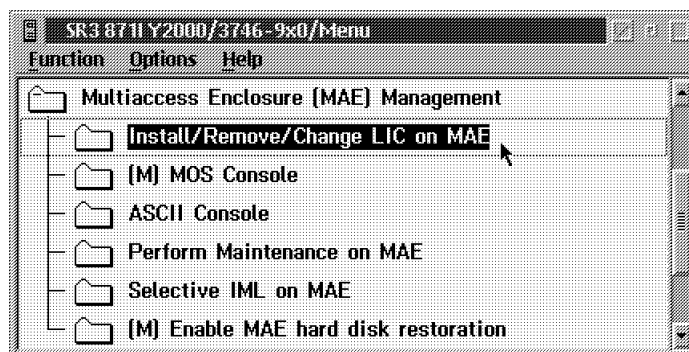 SR3 871I Y2000/3746-9x0/Menu
Function Options Help
Multiaccess Enclosure (MAE) Management
Install/Remove/Change LIC on MAE
(M) MOS Console
ASCII Console
Perform Maintenance on MAE
Selective IML on MAE
(M) Enable MAE hard disk restoration